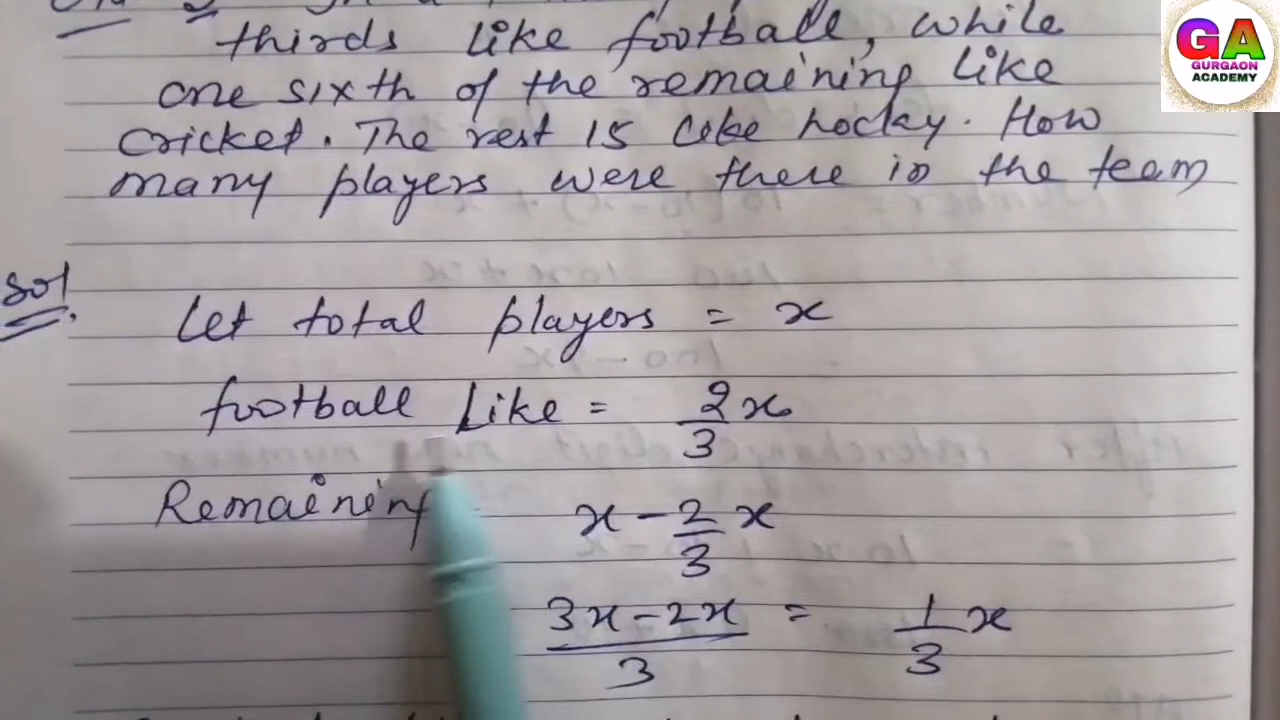 thirds like football, while
one sixth of the remaining like
cricket. The rest 15 like hocky. How
many players were there in the team
Sol.
Let total players = x
football Like = 2/3 x
Remaining x - 2/3 x
3x - 2x / 3 = 1/3 x
GA
GURGAON
ACADEMY